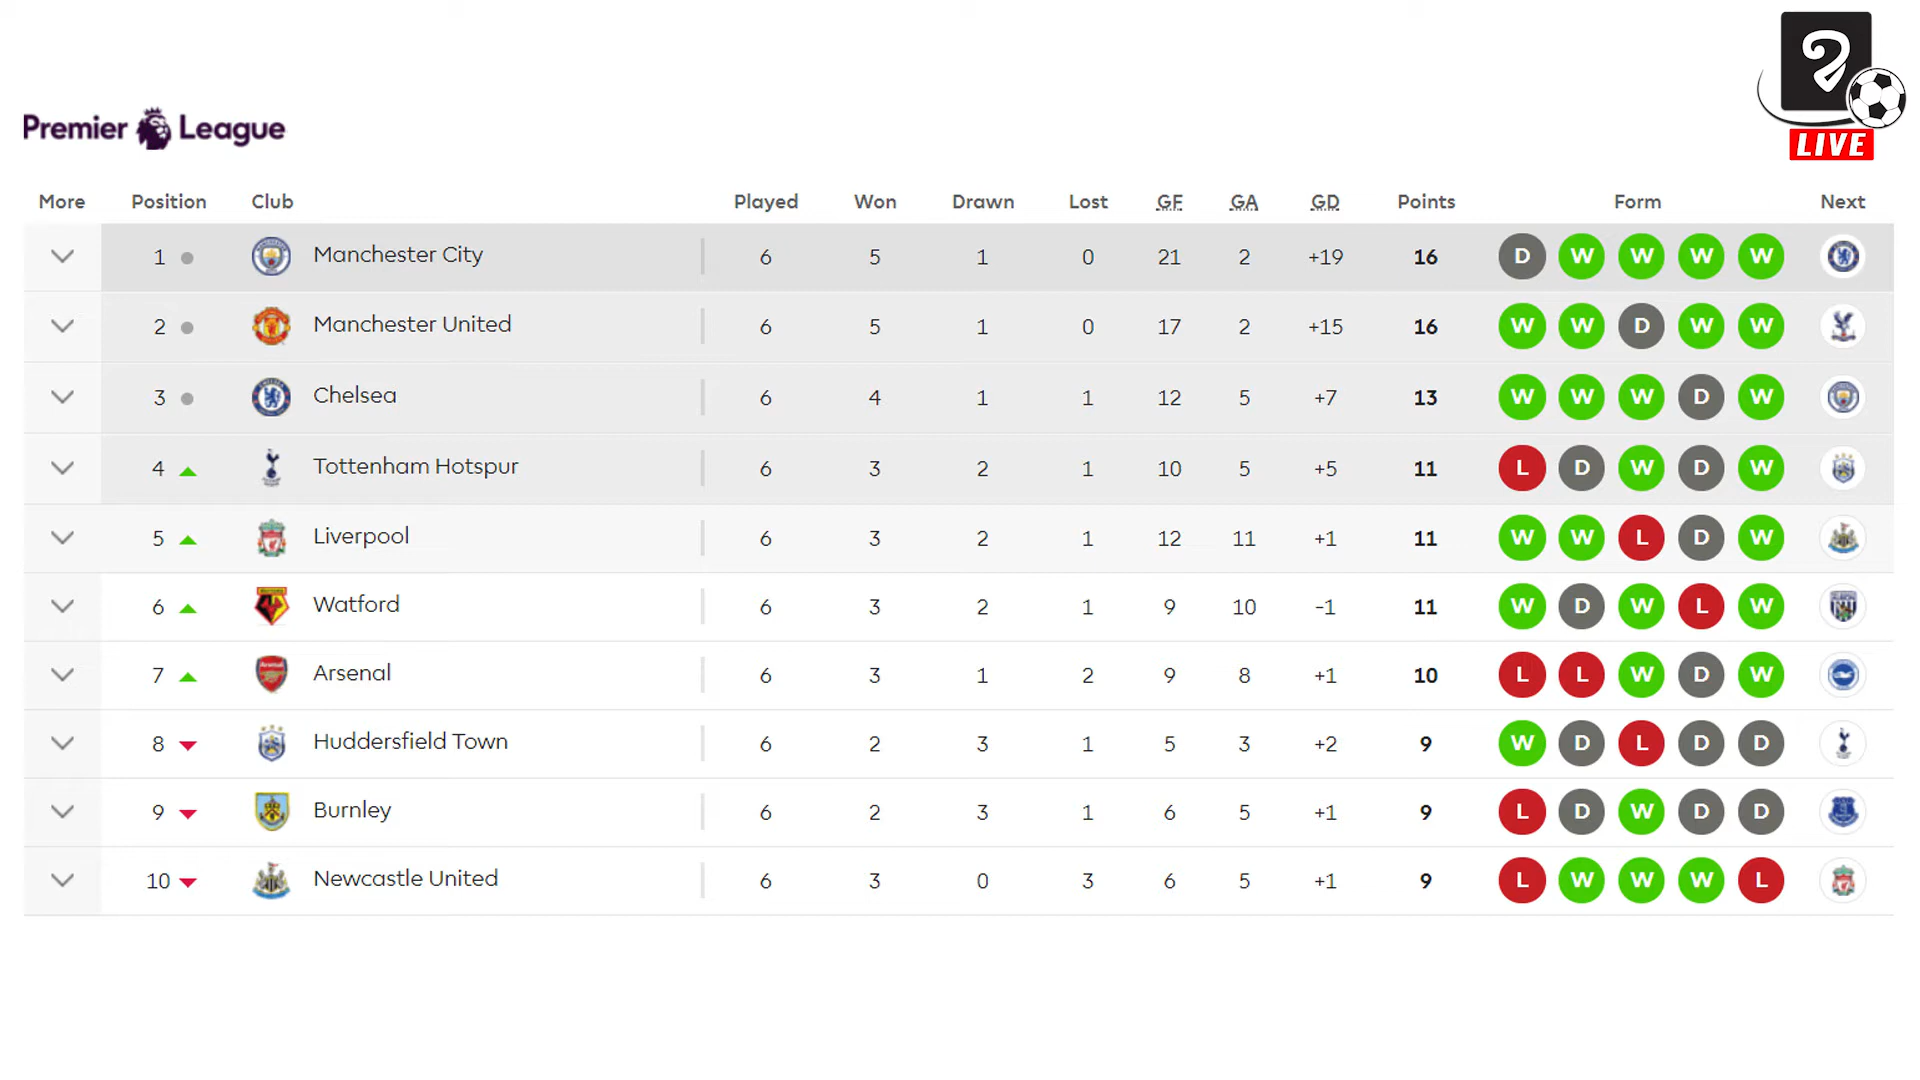 LIVE
Premier League
More Position Club Played Won Drawn Lost GF GA GD Points Form Next
1 Manchester City 6 5 1 0 21 2 +19 16 D W W W W
2 Manchester United 6 5 1 0 17 2 +15 16 W W D W W
3 Chelsea 6 4 1 1 12 5 +7 13 W W W D W
4 Tottenham Hotspur 6 3 2 1 10 5 +5 11 L D W D W
5 Liverpool 6 3 2 1 12 11 +1 11 W W L D W
6 Watford 6 3 2 1 9 10 -1 11 W D W L W
7 Arsenal 6 3 1 2 9 8 +1 10 L L W D W
8 Huddersfield Town 6 2 3 1 5 3 +2 9 W D L D D
9 Burnley 6 2 3 1 6 5 +1 9 L D W D D
10 Newcastle United 6 3 0 3 6 5 +1 9 L W W W L